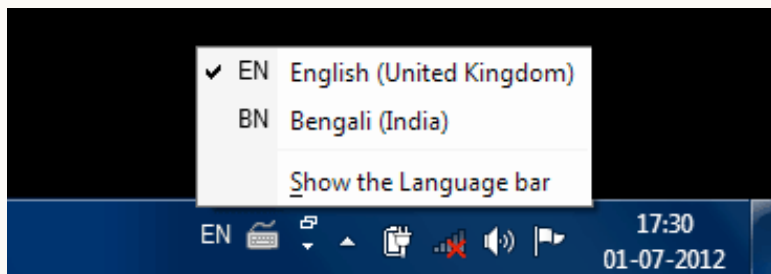 ✔ EN English (United Kingdom)
BN Bengali (India)
Show the Language bar
EN 17:30
01-07-2012